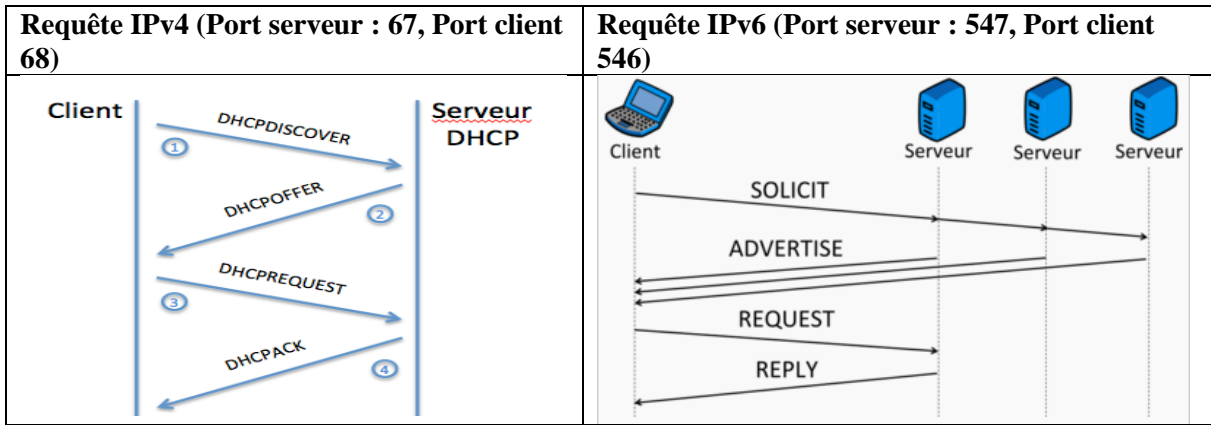 Requête IPv4 (Port serveur : 67, Port client
68)
Requête IPv6 (Port serveur : 547, Port client
546)
Client
Serveur
DHCP
DHCPDISCOVER
1
DHCPOFFER
2
DHCPREQUEST
3
DHCPACK
4
Client
Serveur
Serveur
Serveur
SOLICIT
ADVERTISE
REQUEST
REPLY